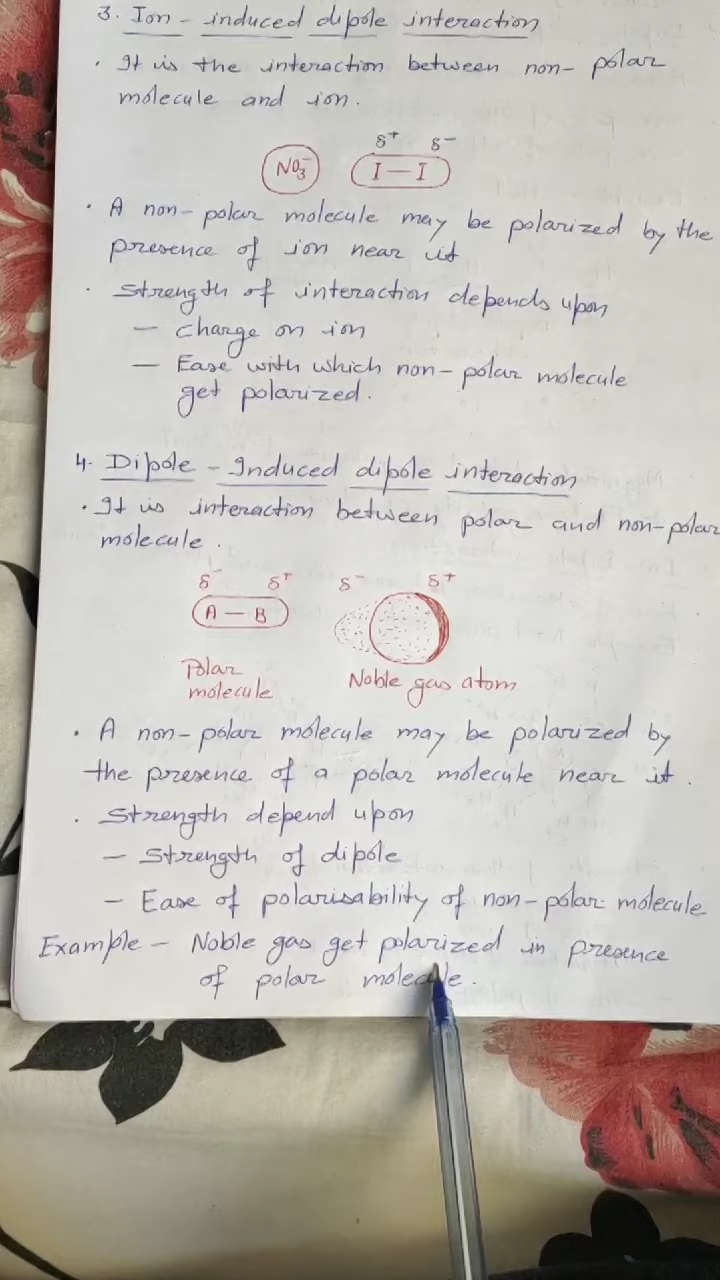 3. Ion - induced dipole interaction
• It is the interaction between non-polar
molecule and ion.
δ+ δ-
NO3- I — I
• A non-polar molecule may be polarized by the
presence of ion near it
• Strength of interaction depends upon
— charge on ion
— Ease with which non-polar molecule
get polarized.
4. Dipole - Induced dipole interaction
• It is interaction between polar and non-polar
molecule.
δ- δ+ δ- δ+
A — B
Polar
molecule
Noble gas atom
• A non-polar molecule may be polarized by
the presence of a polar molecule near it.
• Strength depend upon
— Strength of dipole
— Ease of polarisability of non-polar molecule
Example — Noble gas get polarized in presence
of polar molecule.